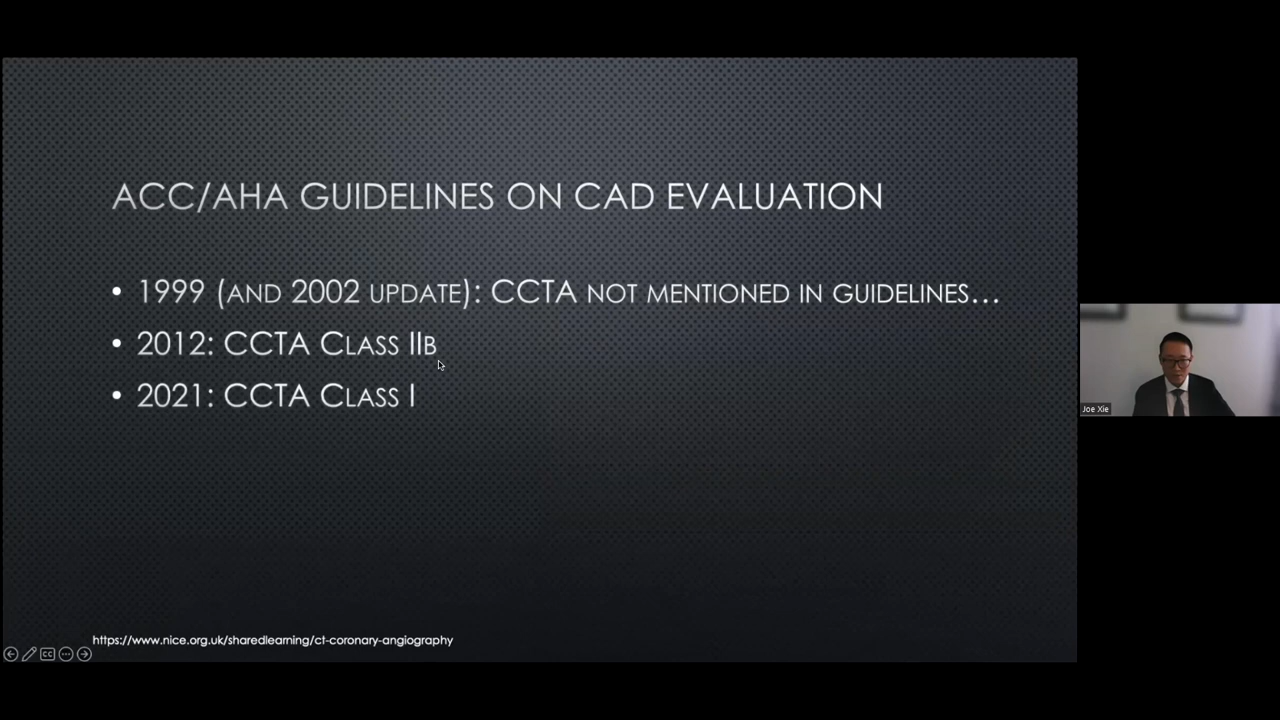 ACC/AHA GUIDELINES ON CAD EVALUATION
• 1999 (AND 2002 UPDATE): CCTA NOT MENTIONED IN GUIDELINES…
• 2012: CCTA CLASS IIB
• 2021: CCTA CLASS I
Joe Xie
https://www.nice.org.uk/sharedlearning/ct-coronary-angiography
CC